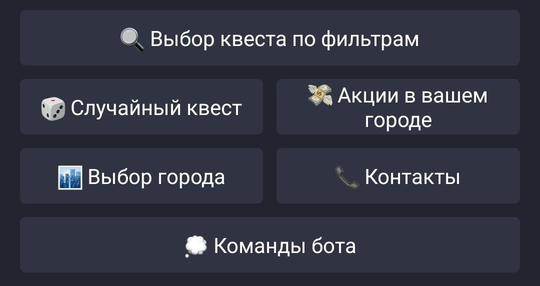 🔍 Выбор квеста по фильтрам
🎲 Случайный квест
💸 Акции в вашем
городе
🏙 Выбор города
📞 Контакты
💭 Команды бота